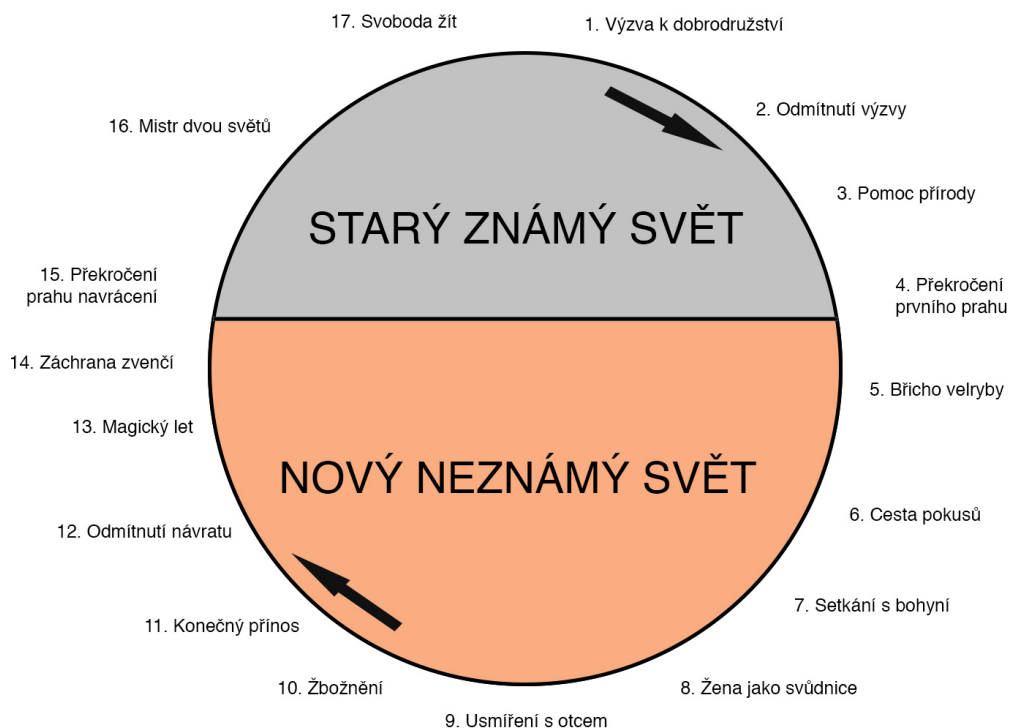 17. Svoboda žít
1. Výzva k dobrodružství
2. Odmítnutí výzvy
3. Pomoc přírody
4. Překročení
prvního prahu
5. Břicho velryby
6. Cesta pokusů
7. Setkání s bohyní
8. Žena jako svůdnice
9. Usmíření s otcem
10. Žbožnění
11. Konečný přínos
12. Odmítnutí návratu
13. Magický let
14. Záchrana zvenčí
15. Překročení
prahu navrácení
16. Mistr dvou světů
STARÝ ZNÁMÝ SVĚT
NOVÝ NEZNÁMÝ SVĚT